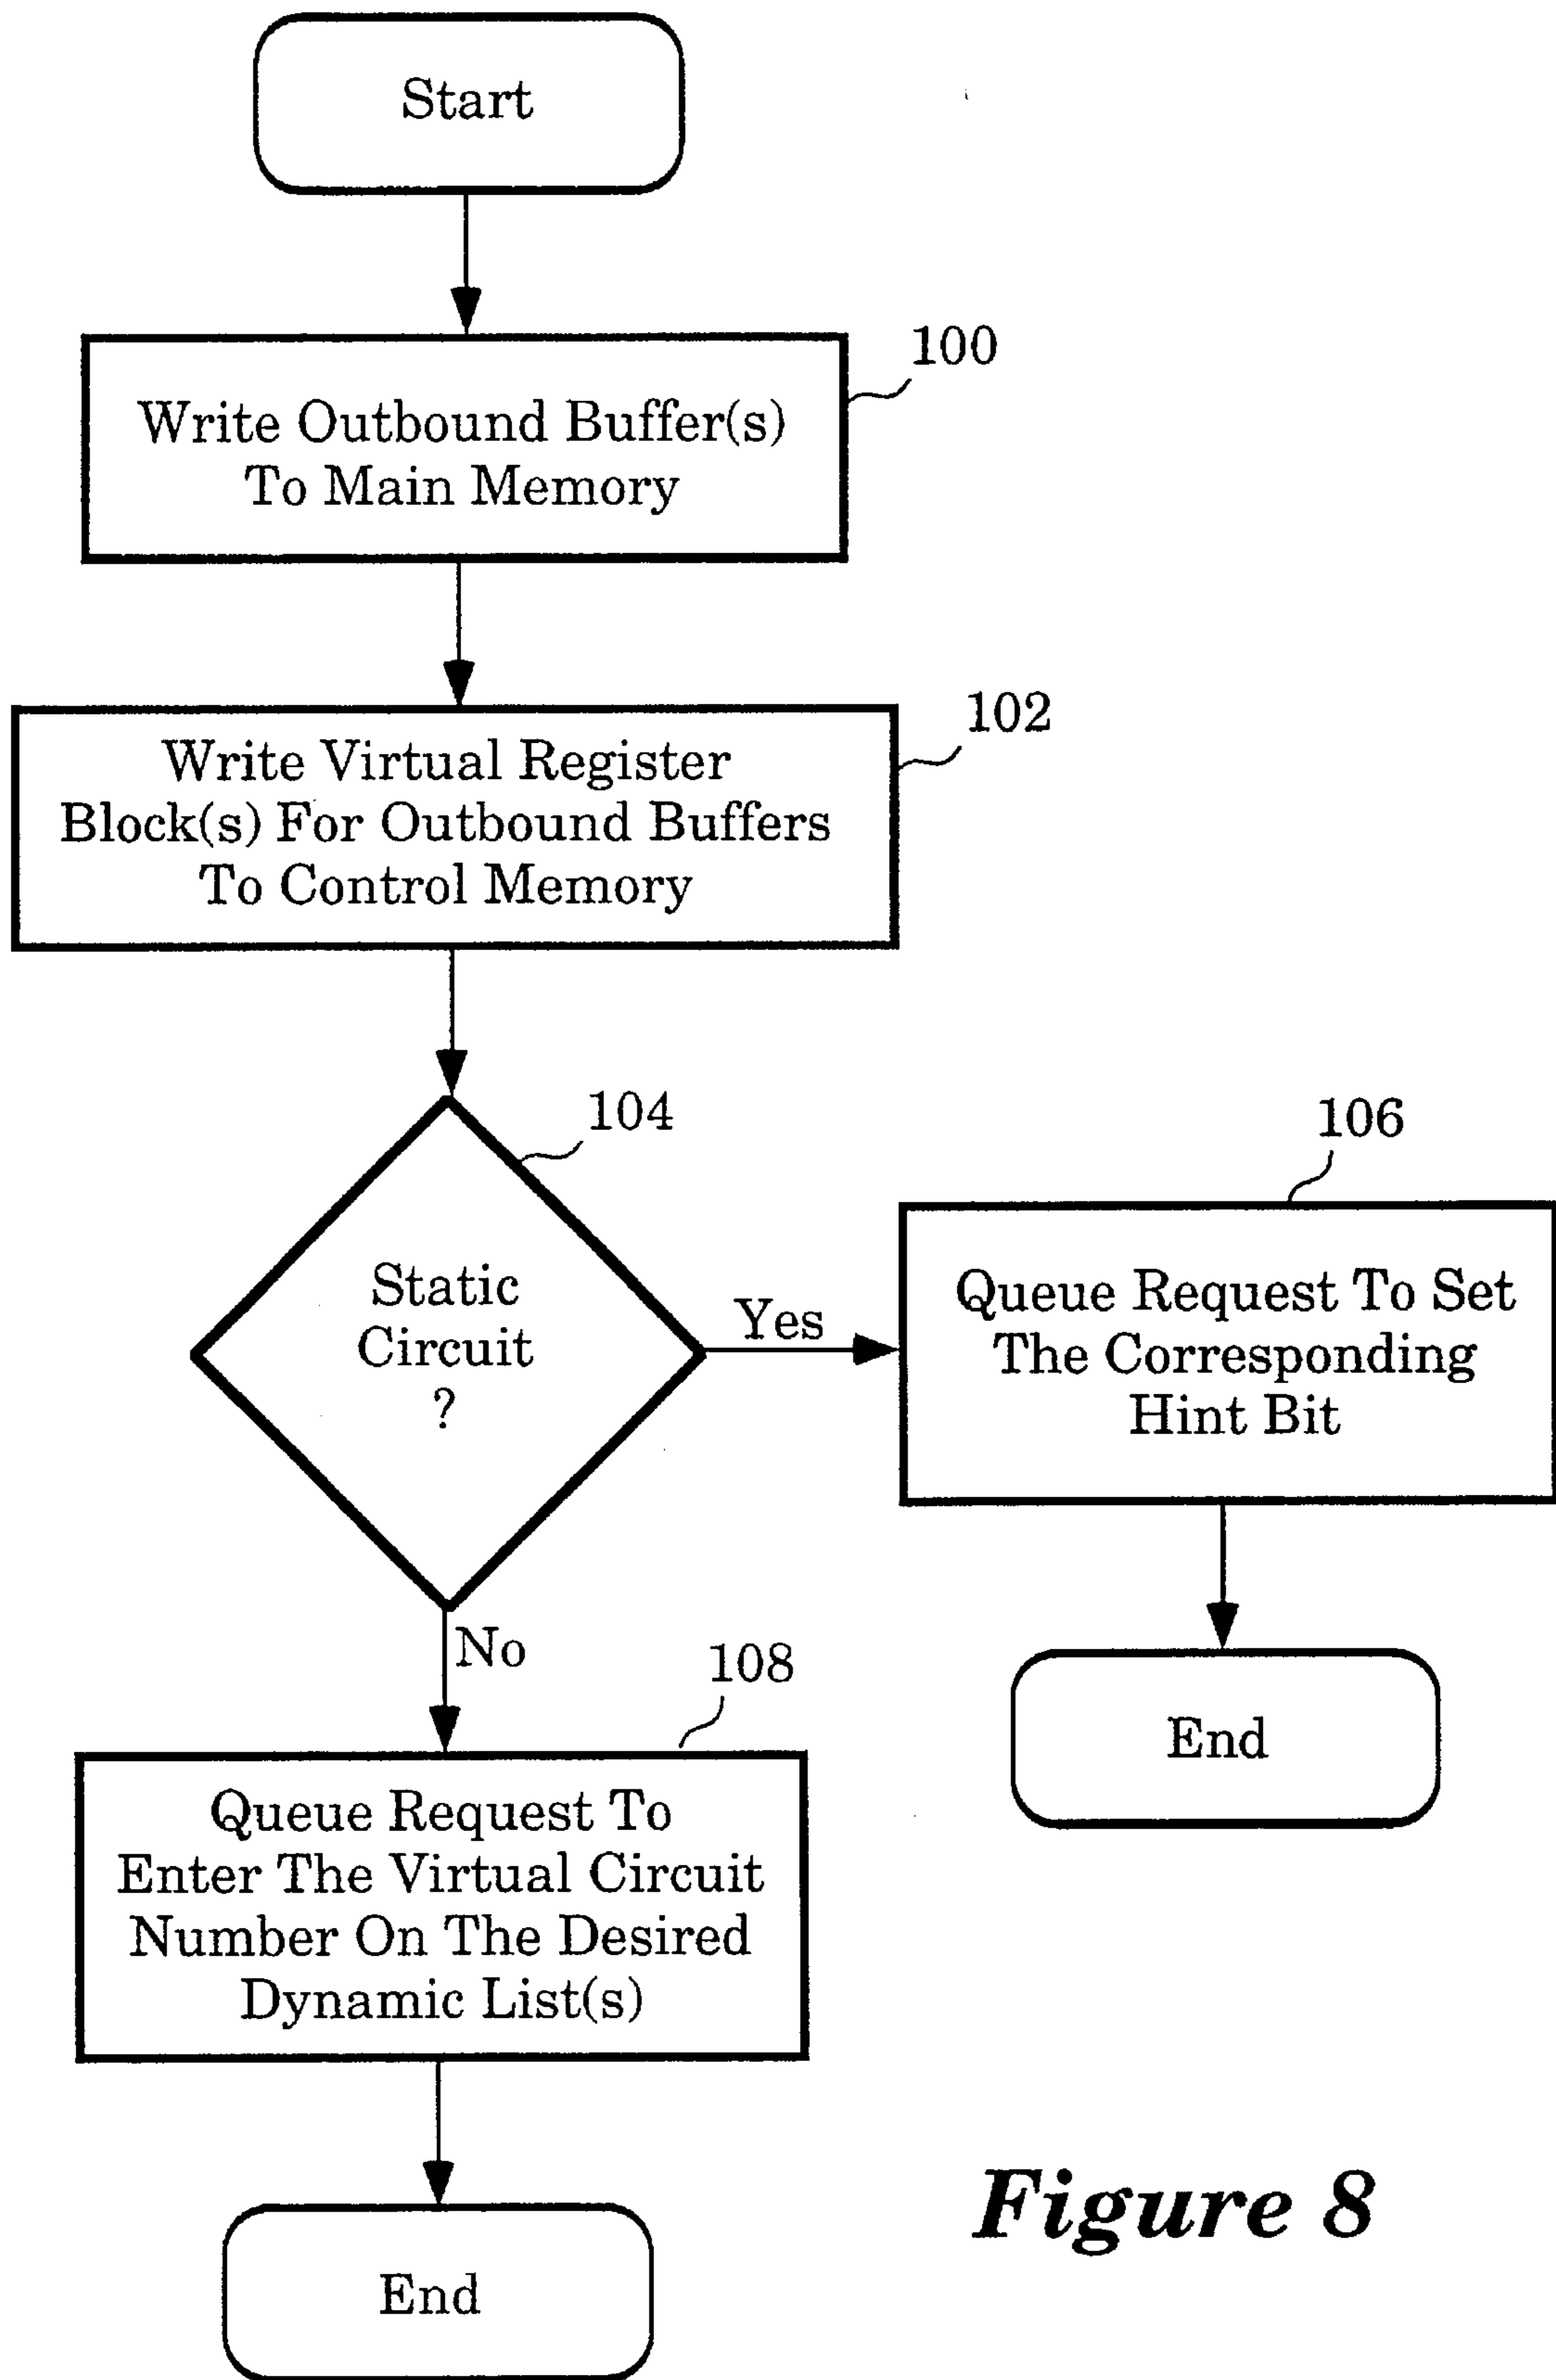 Start
100
Write Outbound Buffer(s)
To Main Memory
102
Write Virtual Register
Block(s) For Outbound Buffers
To Control Memory
104
Static
Circuit
?
Yes
106
Queue Request To Set
The Corresponding
Hint Bit
End
No
108
Queue Request To
Enter The Virtual Circuit
Number On The Desired
Dynamic List(s)
End
Figure 8